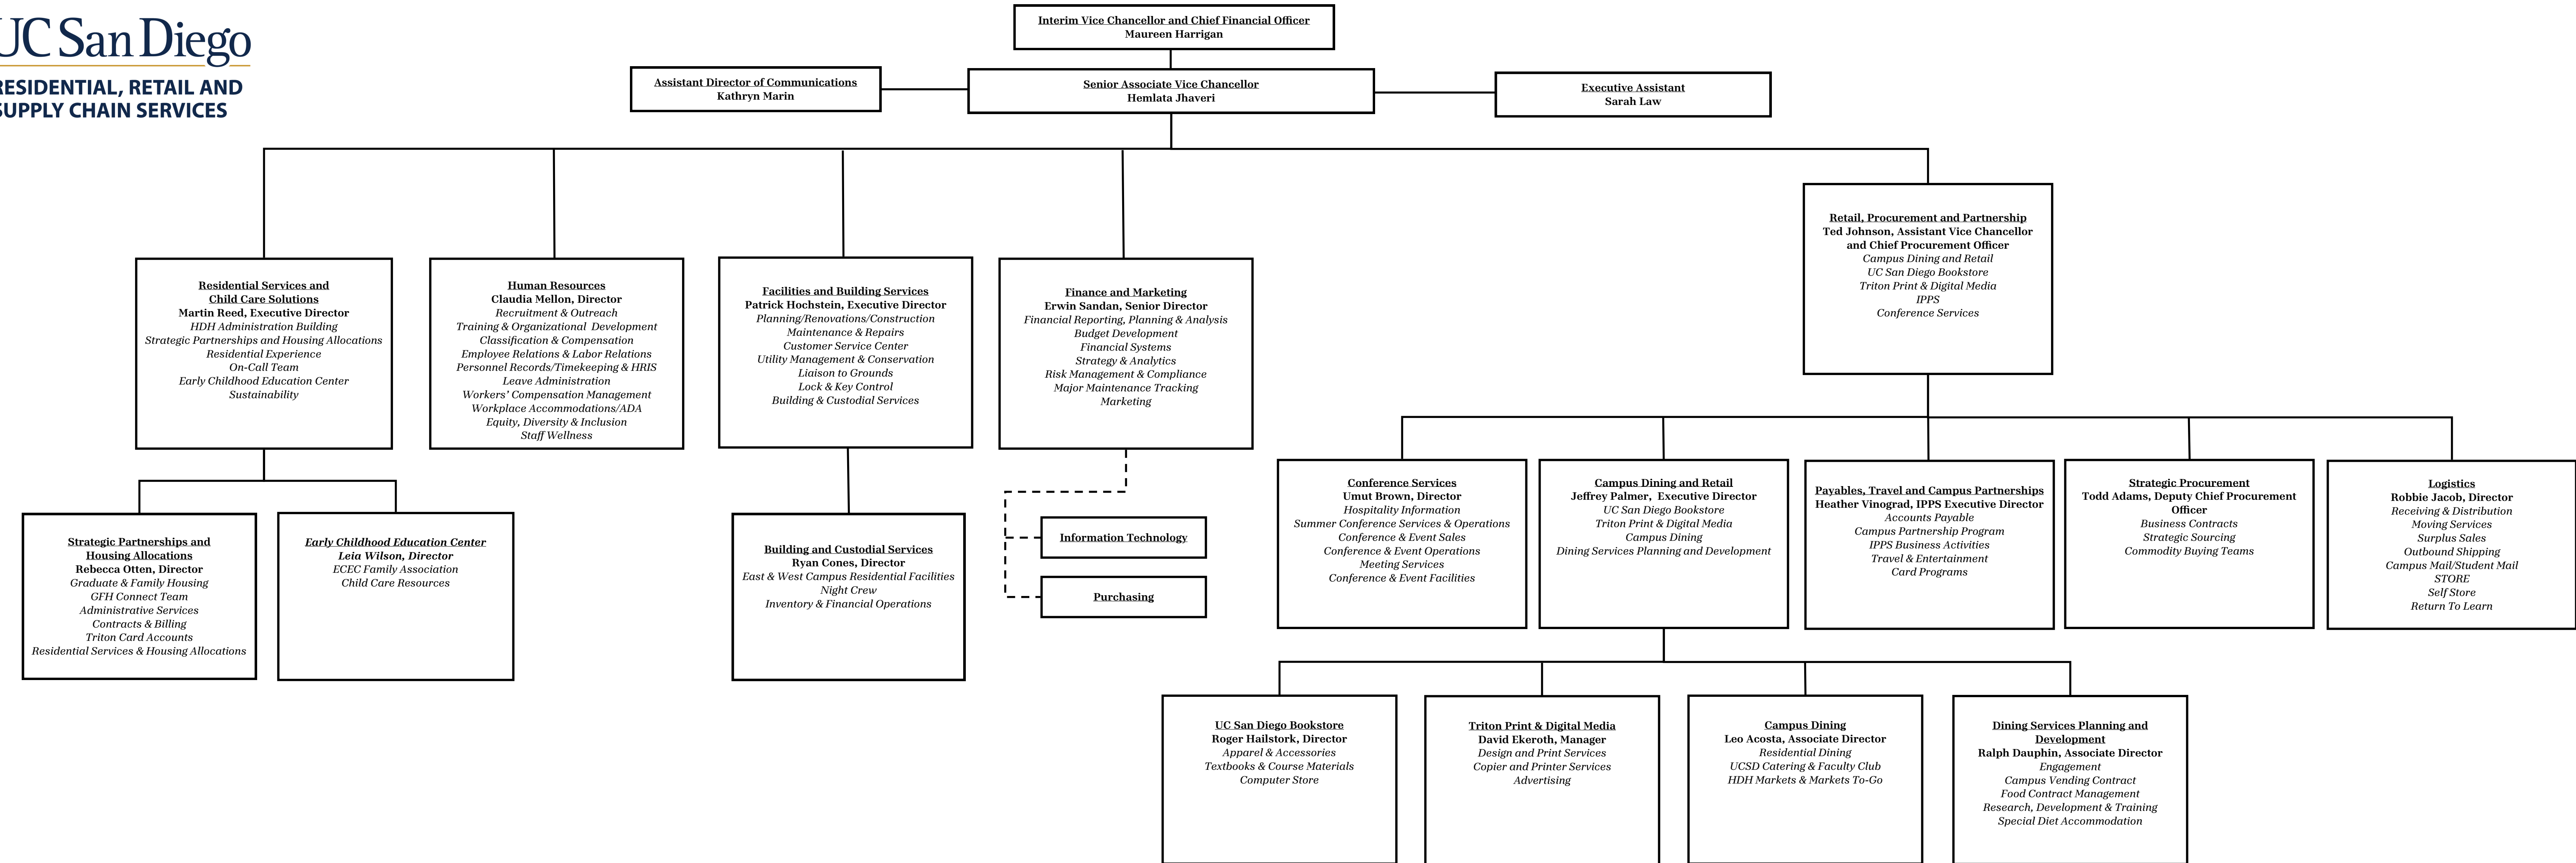 UC San Diego
RESIDENTIAL, RETAIL AND
SUPPLY CHAIN SERVICES
Interim Vice Chancellor and Chief Financial Officer
Maureen Harrigan
Assistant Director of Communications
Kathryn Marin
Senior Associate Vice Chancellor
Hemlata Jhaveri
Executive Assistant
Sarah Law
Residential Services and
Child Care Solutions
Martin Reed, Executive Director
HDH Administration Building
Strategic Partnerships and Housing Allocations
Residential Experience
On-Call Team
Early Childhood Education Center
Sustainability
Human Resources
Claudia Mellon, Director
Recruitment & Outreach
Training & Organizational Development
Classification & Compensation
Employee Relations & Labor Relations
Personnel Records/Timekeeping & HRIS
Leave Administration
Workers' Compensation Management
Workplace Accommodations/ADA
Equity, Diversity & Inclusion
Staff Wellness
Facilities and Building Services
Patrick Hochstein, Executive Director
Planning/Renovations/Construction
Maintenance & Repairs
Customer Service Center
Utility Management & Conservation
Liaison to Grounds
Lock & Key Control
Building & Custodial Services
Finance and Marketing
Erwin Sandan, Senior Director
Financial Reporting, Planning & Analysis
Budget Development
Financial Systems
Strategy & Analytics
Risk Management & Compliance
Major Maintenance Tracking
Marketing
Retail, Procurement and Partnership
Ted Johnson, Assistant Vice Chancellor
and Chief Procurement Officer
Campus Dining and Retail
UC San Diego Bookstore
Triton Print & Digital Media
IPPS
Conference Services
Strategic Partnerships and
Housing Allocations
Rebecca Otten, Director
Graduate & Family Housing
GFH Connect Team
Administrative Services
Contracts & Billing
Triton Card Accounts
Residential Services & Housing Allocations
Early Childhood Education Center
Leia Wilson, Director
ECEC Family Association
Child Care Resources
Building and Custodial Services
Ryan Cones, Director
East & West Campus Residential Facilities
Night Crew
Inventory & Financial Operations
Information Technology
Purchasing
Conference Services
Umut Brown, Director
Hospitality Information
Summer Conference Services & Operations
Conference & Event Sales
Conference & Event Operations
Meeting Services
Conference & Event Facilities
Campus Dining and Retail
Jeffrey Palmer, Executive Director
UC San Diego Bookstore
Triton Print & Digital Media
Campus Dining
Dining Services Planning and Development
Payables, Travel and Campus Partnerships
Heather Vinograd, IPPS Executive Director
Accounts Payable
Campus Partnership Program
IPPS Business Activities
Travel & Entertainment
Card Programs
Strategic Procurement
Todd Adams, Deputy Chief Procurement
Officer
Business Contracts
Strategic Sourcing
Commodity Buying Teams
Logistics
Robbie Jacob, Director
Receiving & Distribution
Moving Services
Surplus Sales
Outbound Shipping
Campus Mail/Student Mail
STORE
Self Store
Return To Learn
UC San Diego Bookstore
Roger Hailstork, Director
Apparel & Accessories
Textbooks & Course Materials
Computer Store
Triton Print & Digital Media
David Ekeroth, Manager
Design and Print Services
Copier and Printer Services
Advertising
Campus Dining
Leo Acosta, Associate Director
Residential Dining
UCSD Catering & Faculty Club
HDH Markets & Markets To-Go
Dining Services Planning and
Development
Ralph Dauphin, Associate Director
Engagement
Campus Vending Contract
Food Contract Management
Research, Development & Training
Special Diet Accommodation